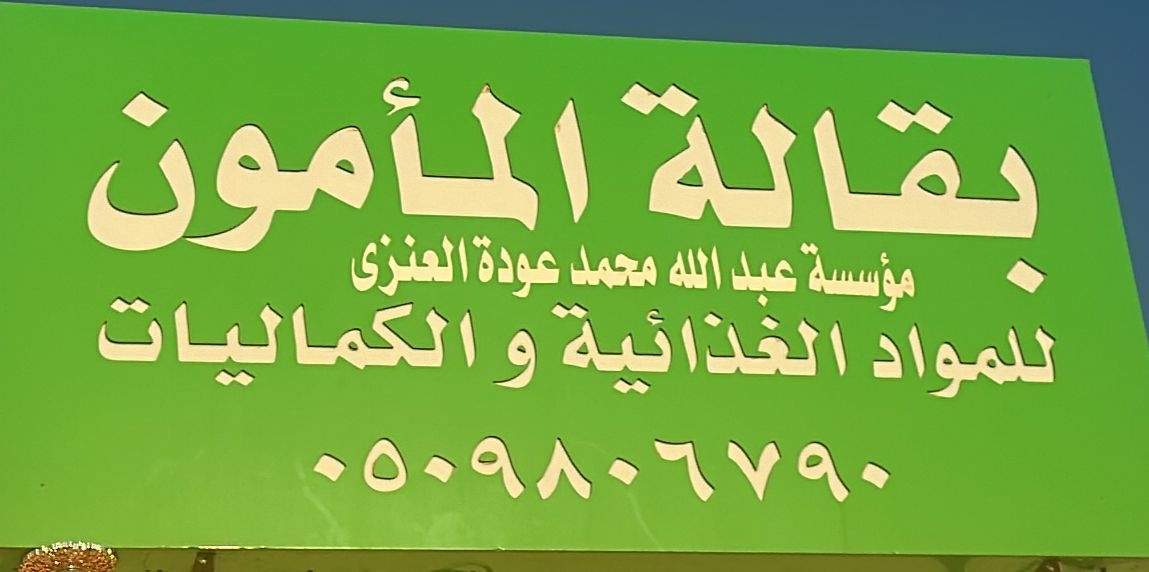 بقالة المأمون
مؤسسة عبد الله محمد عودة العنزى
للمواد الغذائية و الكماليات
٠٥٠٩٨٠٦٧٩٠